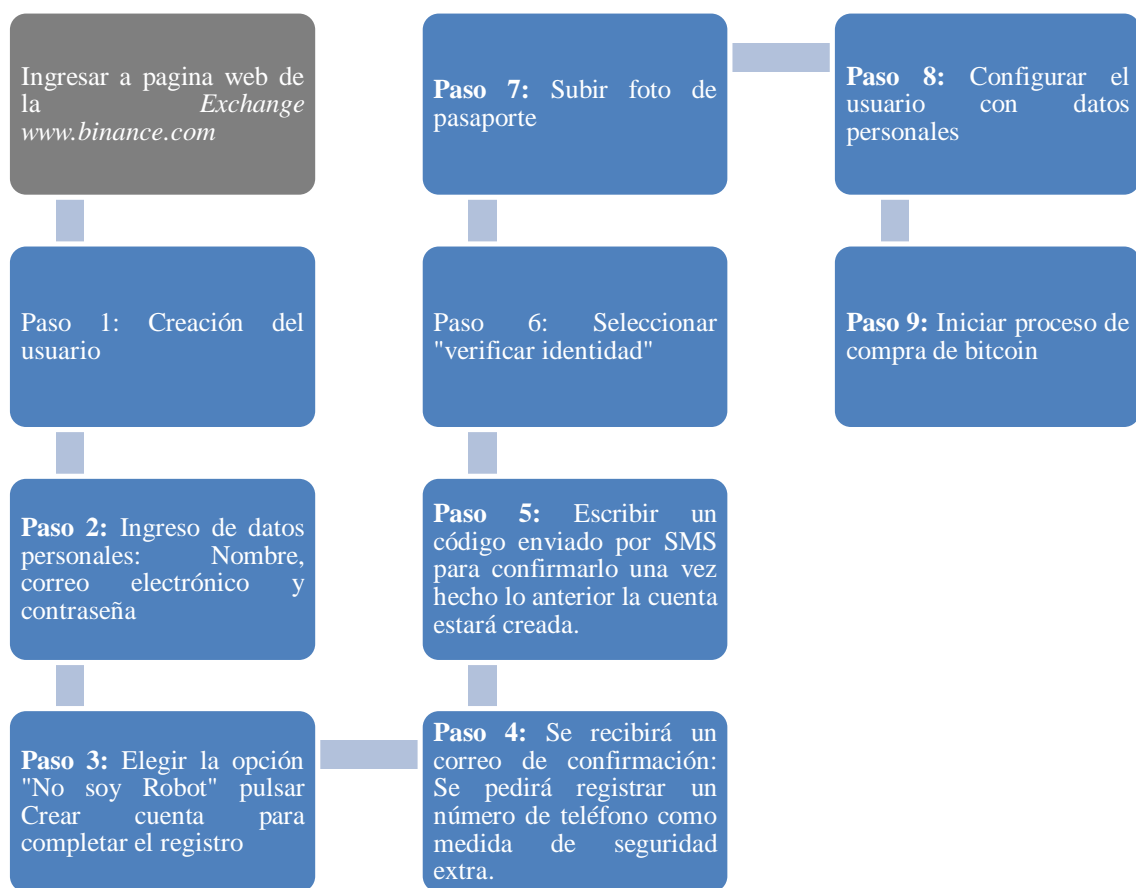 Ingresar a pagina web de
la Exchange
www.binance.com
Paso 1: Creación del
usuario
Paso 2: Ingreso de datos
personales: Nombre,
correo electrónico y
contraseña
Paso 3: Elegir la opción
"No soy Robot" pulsar
Crear cuenta para
completar el registro
Paso 4: Se recibirá un
correo de confirmación:
Se pedirá registrar un
número de teléfono como
medida de seguridad
extra.
Paso 5: Escribir un
código enviado por SMS
para confirmarlo una vez
hecho lo anterior la cuenta
estará creada.
Paso 6: Seleccionar
"verificar identidad"
Paso 7: Subir foto de
pasaporte
Paso 8: Configurar el
usuario con datos
personales
Paso 9: Iniciar proceso de
compra de bitcoin